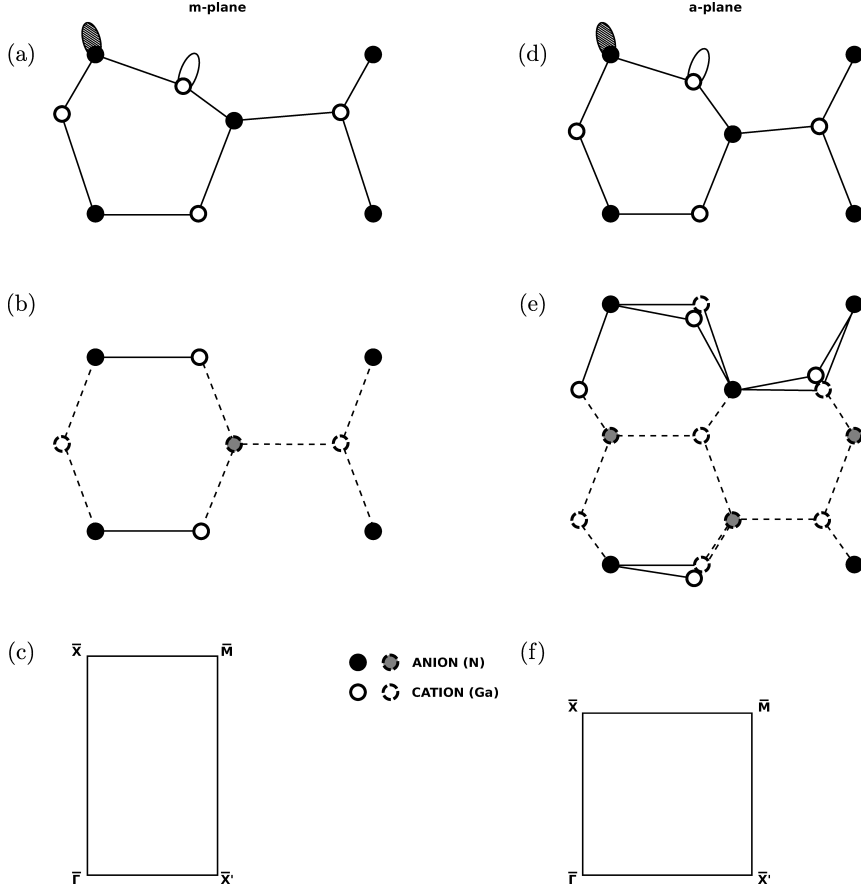 m-plane
a-plane
(a)
(d)
(b)
(e)
(c)
(f)
X̅
M̅
Γ̅
X̅'
ANION (N)
CATION (Ga)
X̅
M̅
Γ̅
X̅'